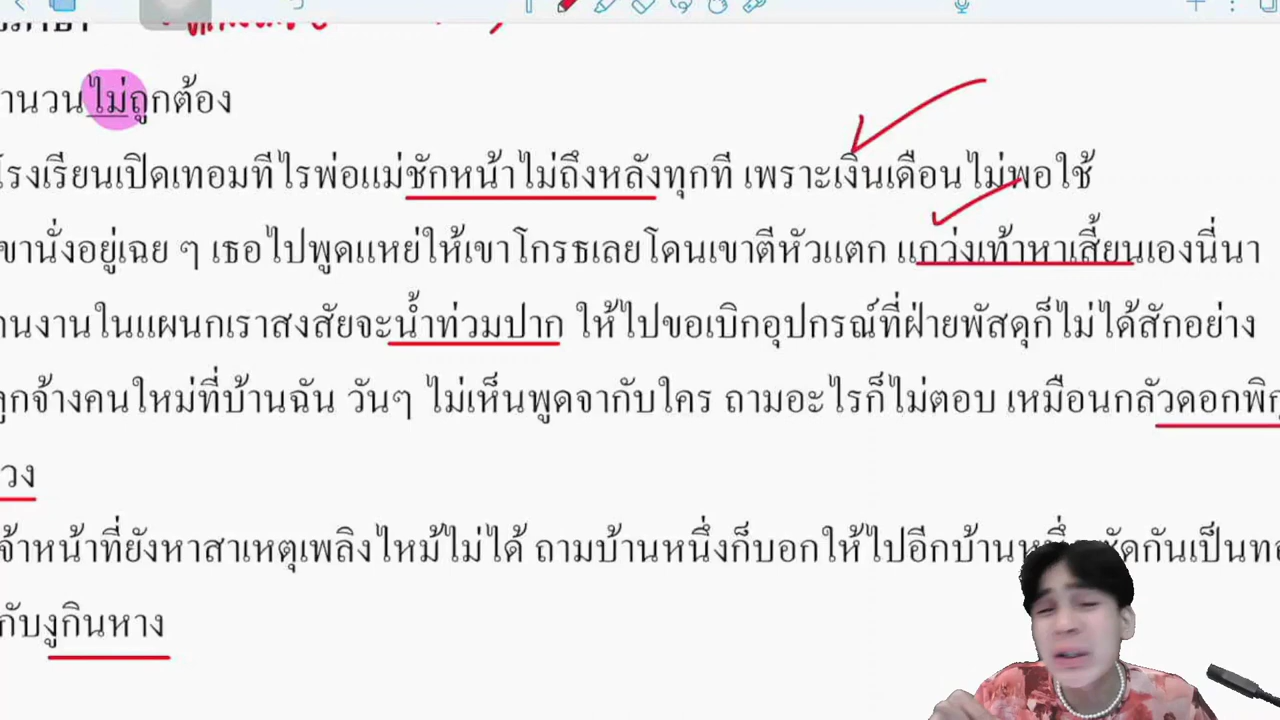 ไม่ถูกต้อง
โรงเรียนเปิดเทอมทีไรพ่อแม่ชักหน้าไม่ถึงหลังทุกที เพราะเงินเดือนไม่พอใช้
ขานั่งอยู่เฉย ๆ เธอไปพูดแหย่ให้เขาโกรธเลยโดนเขาตีหัวแตก แกว่งเท้าหาเสี้ยนเองนี่นา
านงานในแผนกเราสงสัยจะน้ำท่วมปาก ให้ไปขอเบิกอุปกรณ์ที่ฝ่ายพัสดุก็ไม่ได้สักอย่าง
ลูกจ้างคนใหม่ที่บ้านฉัน วันๆ ไม่เห็นพูดจากับใคร ถามอะไรก็ไม่ตอบ เหมือนกลัวดอกพิกุ
วง
จ้าหน้าที่ยังหาสาเหตุเพลิงไหม้ไม่ได้ ถามบ้านหนึ่งก็บอกให้ไปอีกบ้านหนึ่ง ซัดกันเป็นทอ
กับงูกินหาง